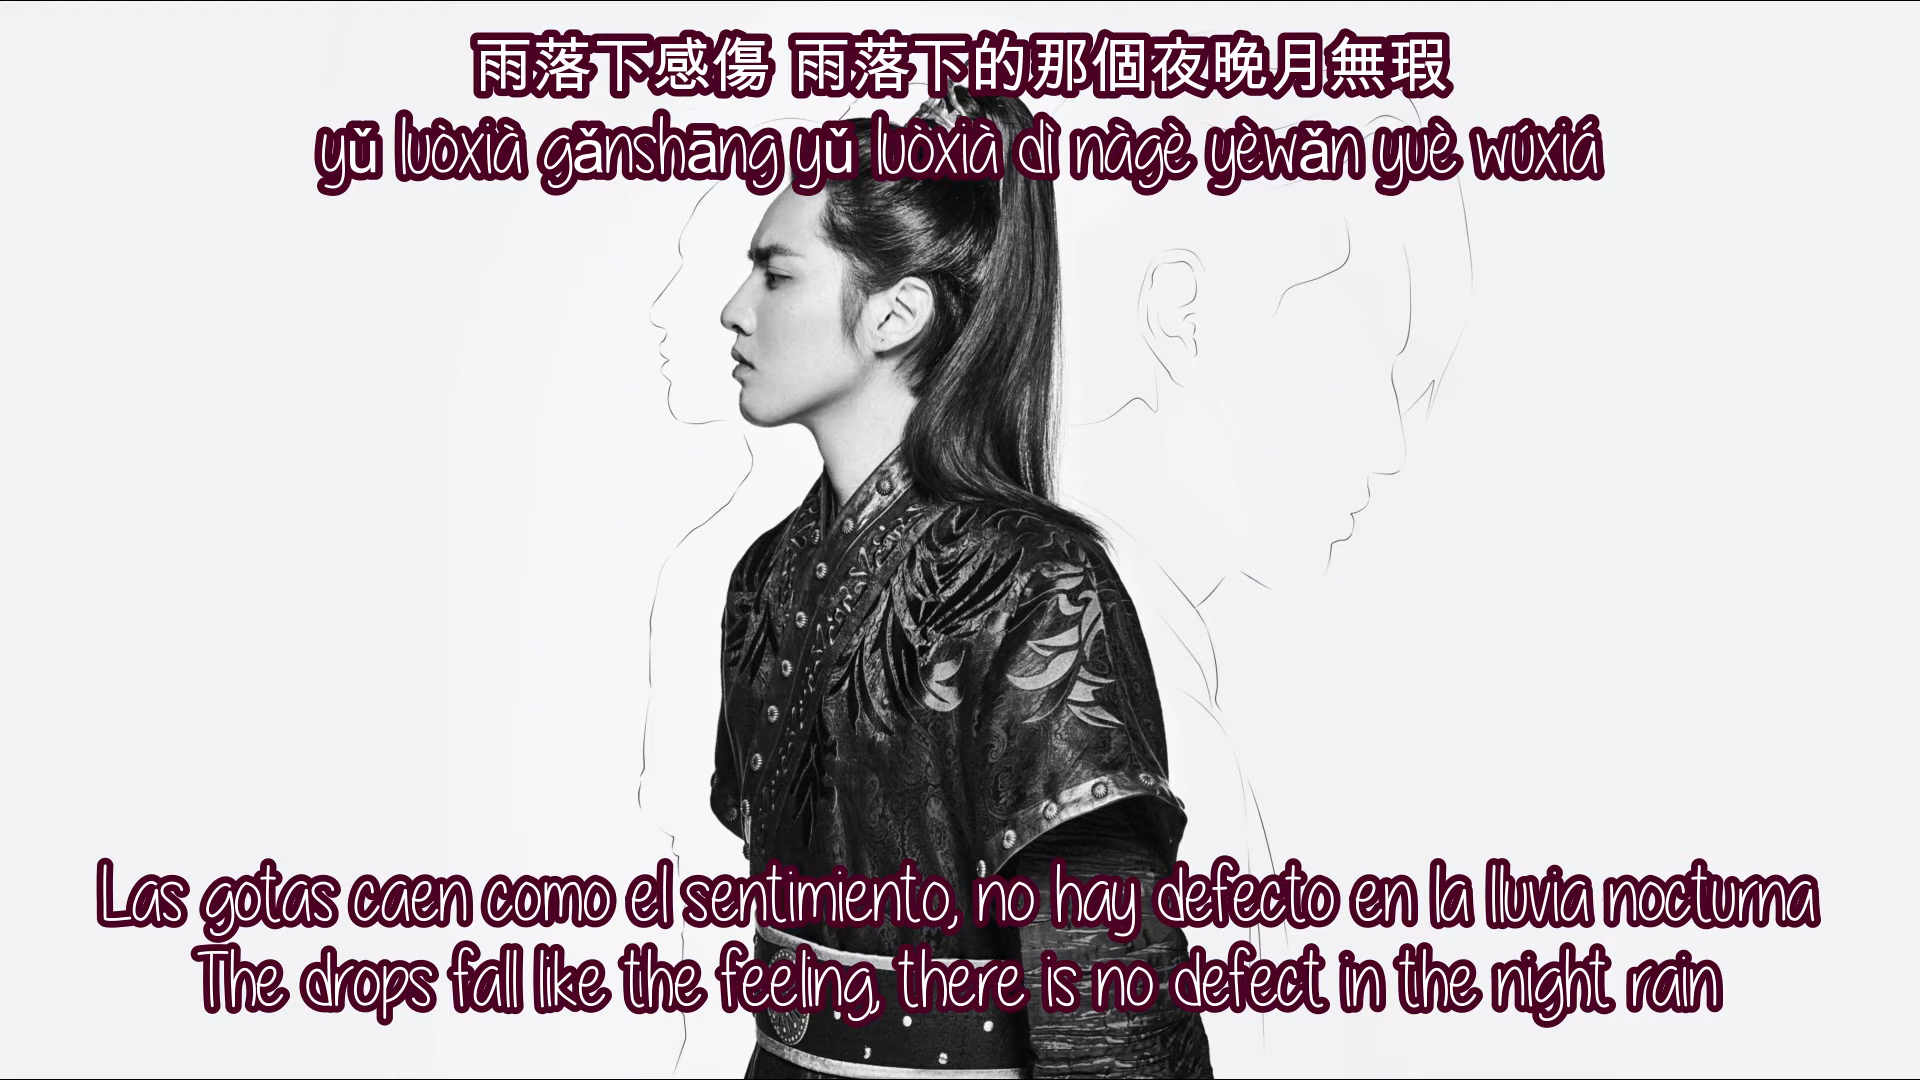 雨落下感傷 雨落下的那個夜晚月無瑕
yǔ luòxià gǎnshāng yǔ luòxià dì nàgè yèwǎn yuè wúxiá
Las gotas caen como el sentimiento, no hay defecto en la lluvia nocturna
The drops fall like the feeling, there is no defect in the night rain